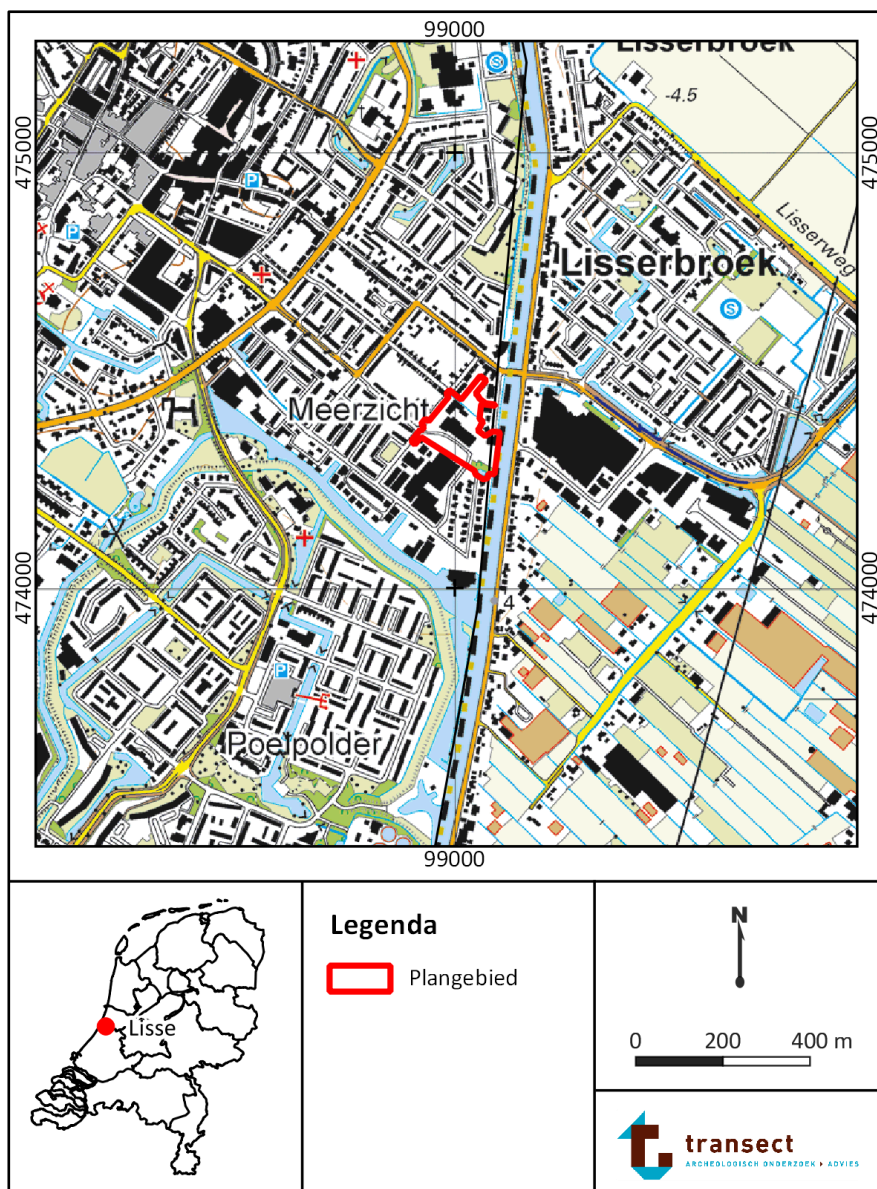 99000
Lisserbroek
-4.5
475000
475000
P
P
S
Lisserweg
Lisserbroek
S
Meerzicht
474000
474000
4
P
E
Poelpolder
99000
Lisse
Legenda
Plangebied
N
0 200 400 m
transect
ARCHEOLOGISCH ONDERZOEK ▸ ADVIES